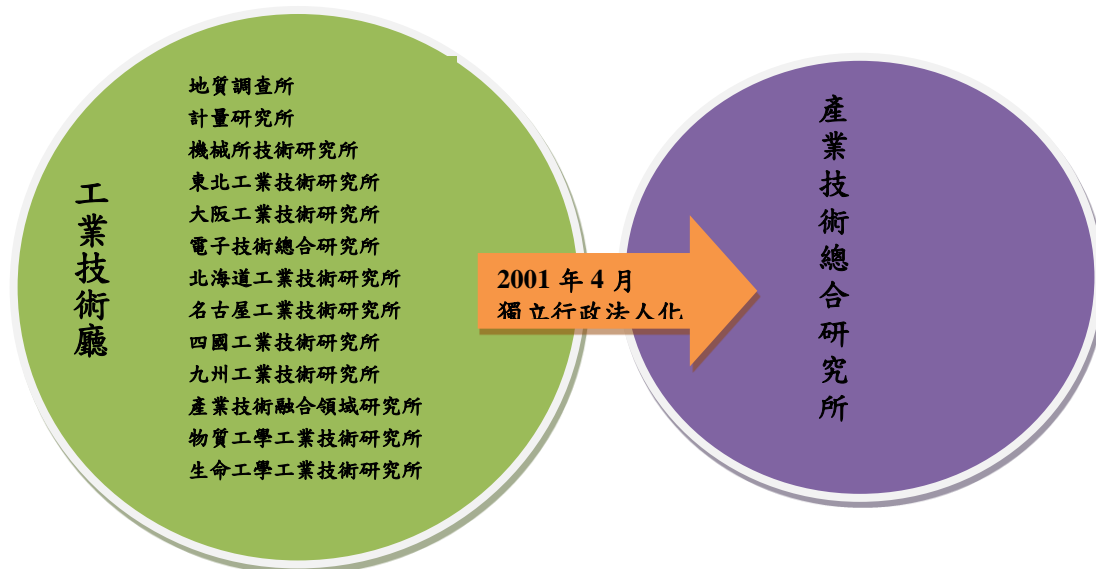 工業技術廳
地質調查所
計量研究所
機械所技術研究所
東北工業技術研究所
大阪工業技術研究所
電子技術總合研究所
北海道工業技術研究所
名古屋工業技術研究所
四國工業技術研究所
九州工業技術研究所
產業技術融合領域研究所
物質工學工業技術研究所
生命工學工業技術研究所
2001 年 4 月
獨立行政法人化
產業技術總合研究所